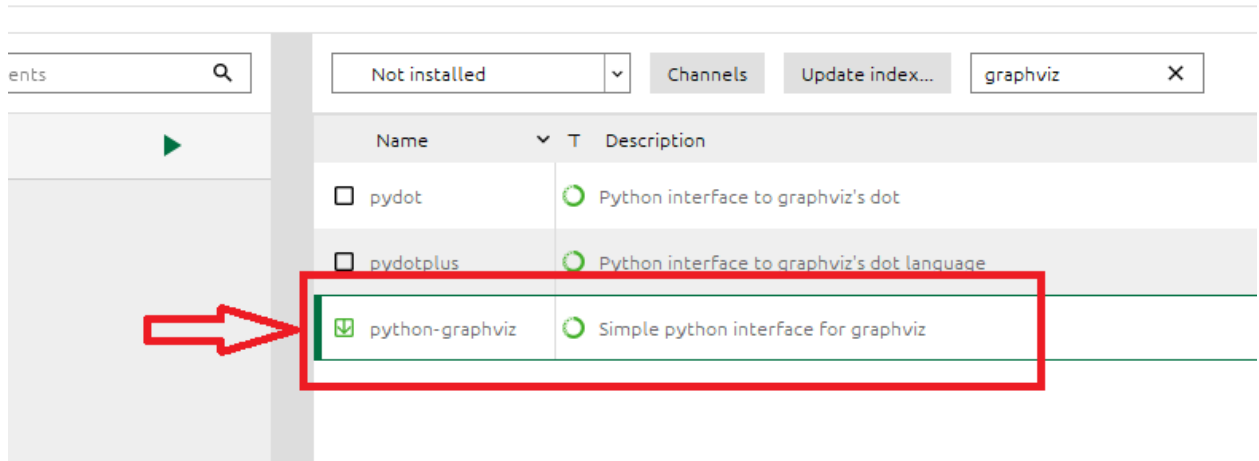 ents
Not installed Channels Update index... graphviz
Name T Description
pydot Python interface to graphviz's dot
pydotplus Python interface to graphviz's dot language
python-graphviz Simple python interface for graphviz